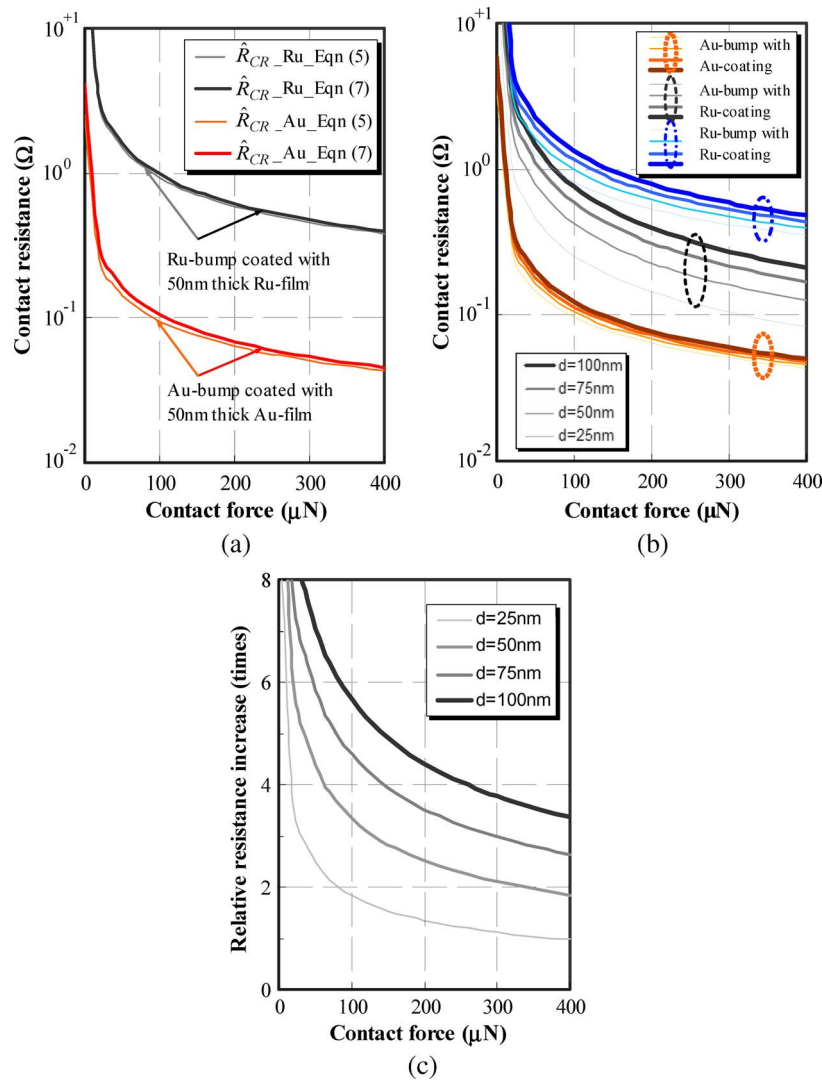 10^1
10^0
10^-1
10^-2
Contact resistance (Ω)
R̂_CR_Ru_Eqn (5)
R̂_CR_Ru_Eqn (7)
R̂_CR_Au_Eqn (5)
R̂_CR_Au_Eqn (7)
Ru-bump coated with
50nm thick Ru-film
Au-bump coated with
50nm thick Au-film
0 100 200 300 400
Contact force (μN)
(a)
10^1
10^0
10^-1
10^-2
Contact resistance (Ω)
Au-bump with
Au-coating
Au-bump with
Ru-coating
Ru-bump with
Ru-coating
d=100nm
d=75nm
d=50nm
d=25nm
0 100 200 300 400
Contact force (μN)
(b)
8
6
4
2
0
Relative resistance increase (times)
d=25nm
d=50nm
d=75nm
d=100nm
0 100 200 300 400
Contact force (μN)
(c)